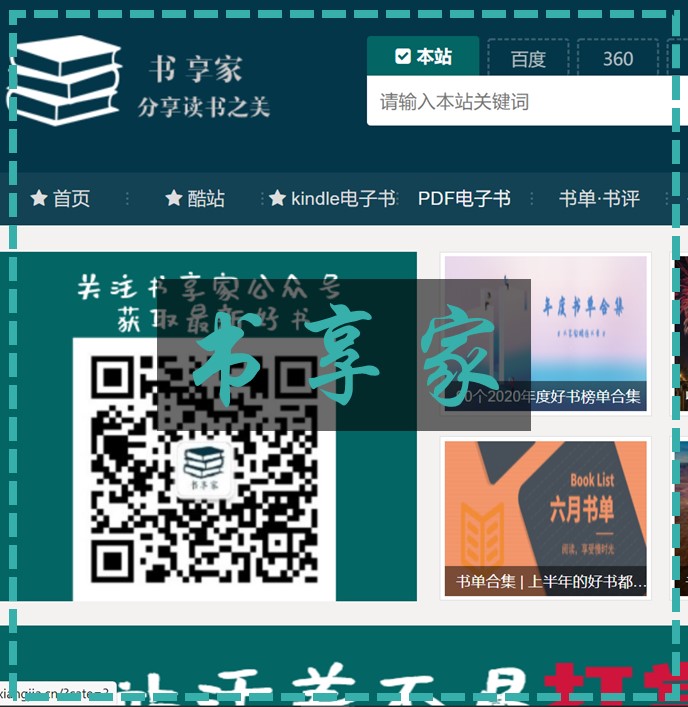 书享家
分享读书之美
本站
百度
360
请输入本站关键词
首页
酷站
kindle电子书
PDF电子书
书单·书评
关注书享家公众号
获取最新好书
书享家
书享家
年度书单合集
60个2020年度好书榜单合集
Book List
六月书单
阅读，享受慢时光
书单合集 | 上半年的好书都...